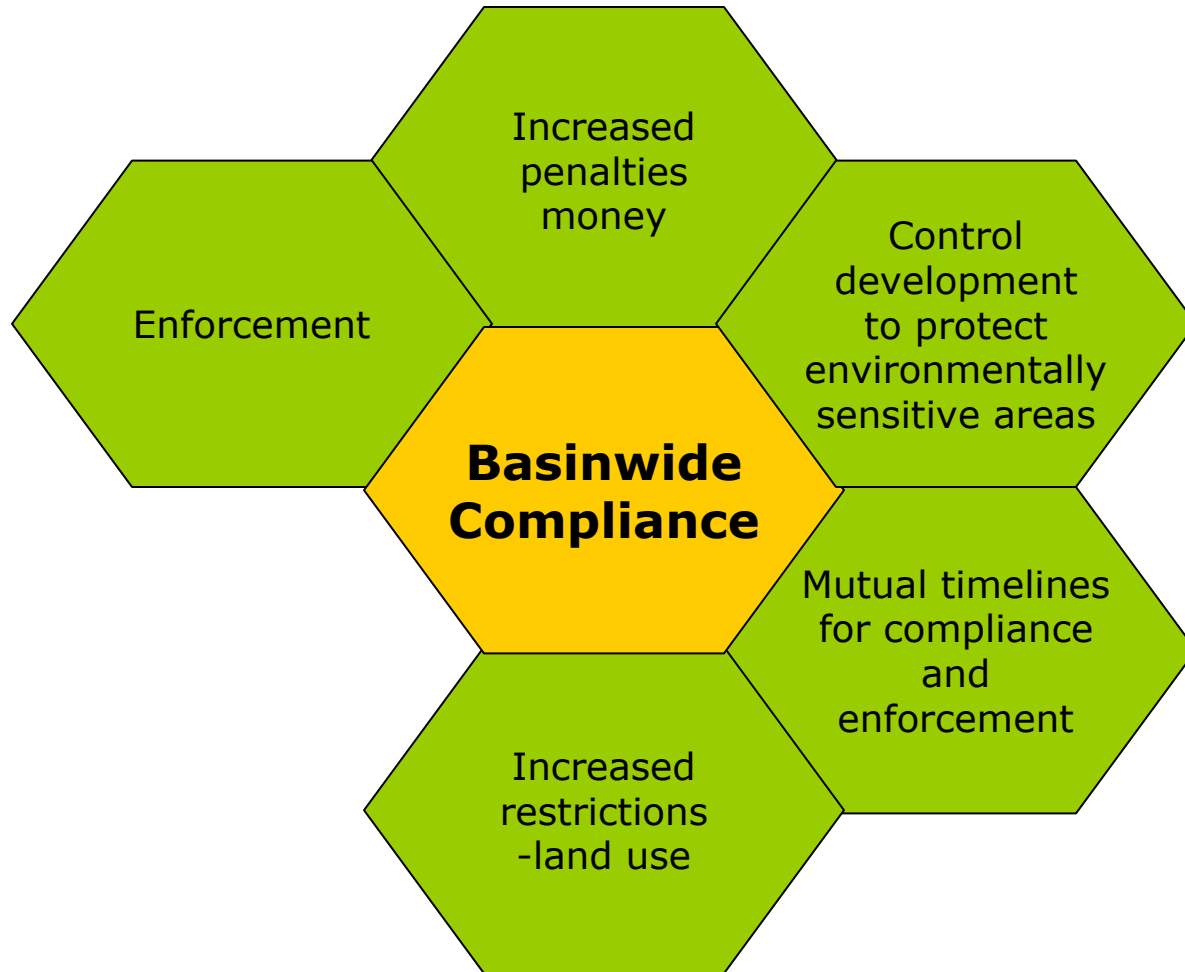 Increased
penalties
money
Enforcement
Control
development
to protect
environmentally
sensitive areas
Basinwide
Compliance
Mutual timelines
for compliance
and
enforcement
Increased
restrictions
-land use